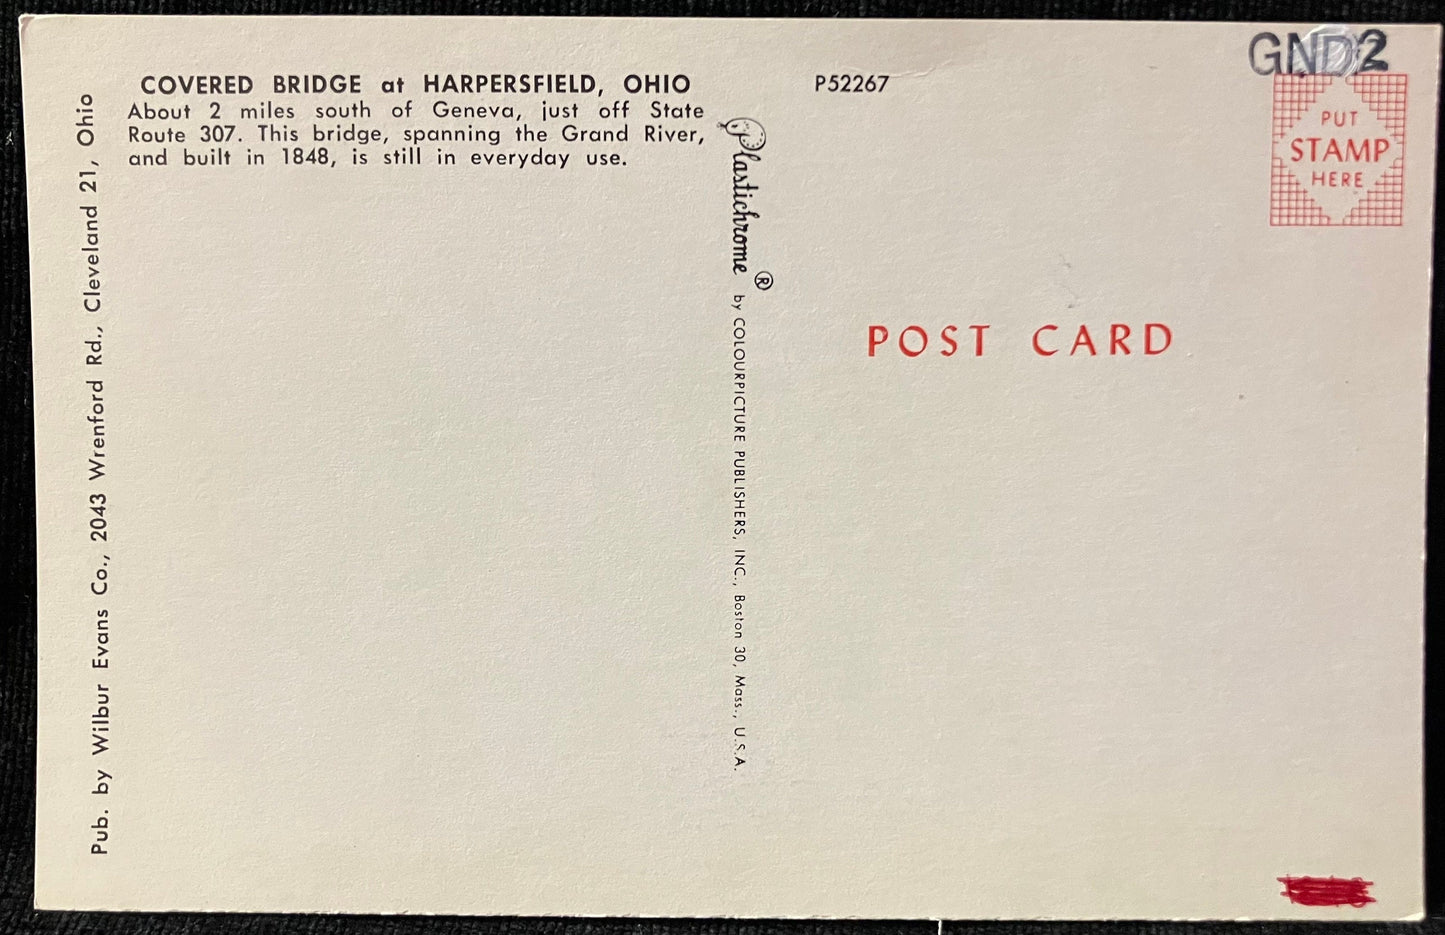 COVERED BRIDGE at HARPERSFIELD, OHIO
About 2 miles south of Geneva, just off State
Route 307. This bridge, spanning the Grand River,
and built in 1848, is still in everyday use.
Pub. by Wilbur Evans Co., 2043 Wrenford Rd., Cleveland 21, Ohio
Plastichrome ®
by COLOURPICTURE PUBLISHERS, INC., Boston 30, Mass., U.S.A.
P52267
GND2
PUT
STAMP
HERE
POST CARD